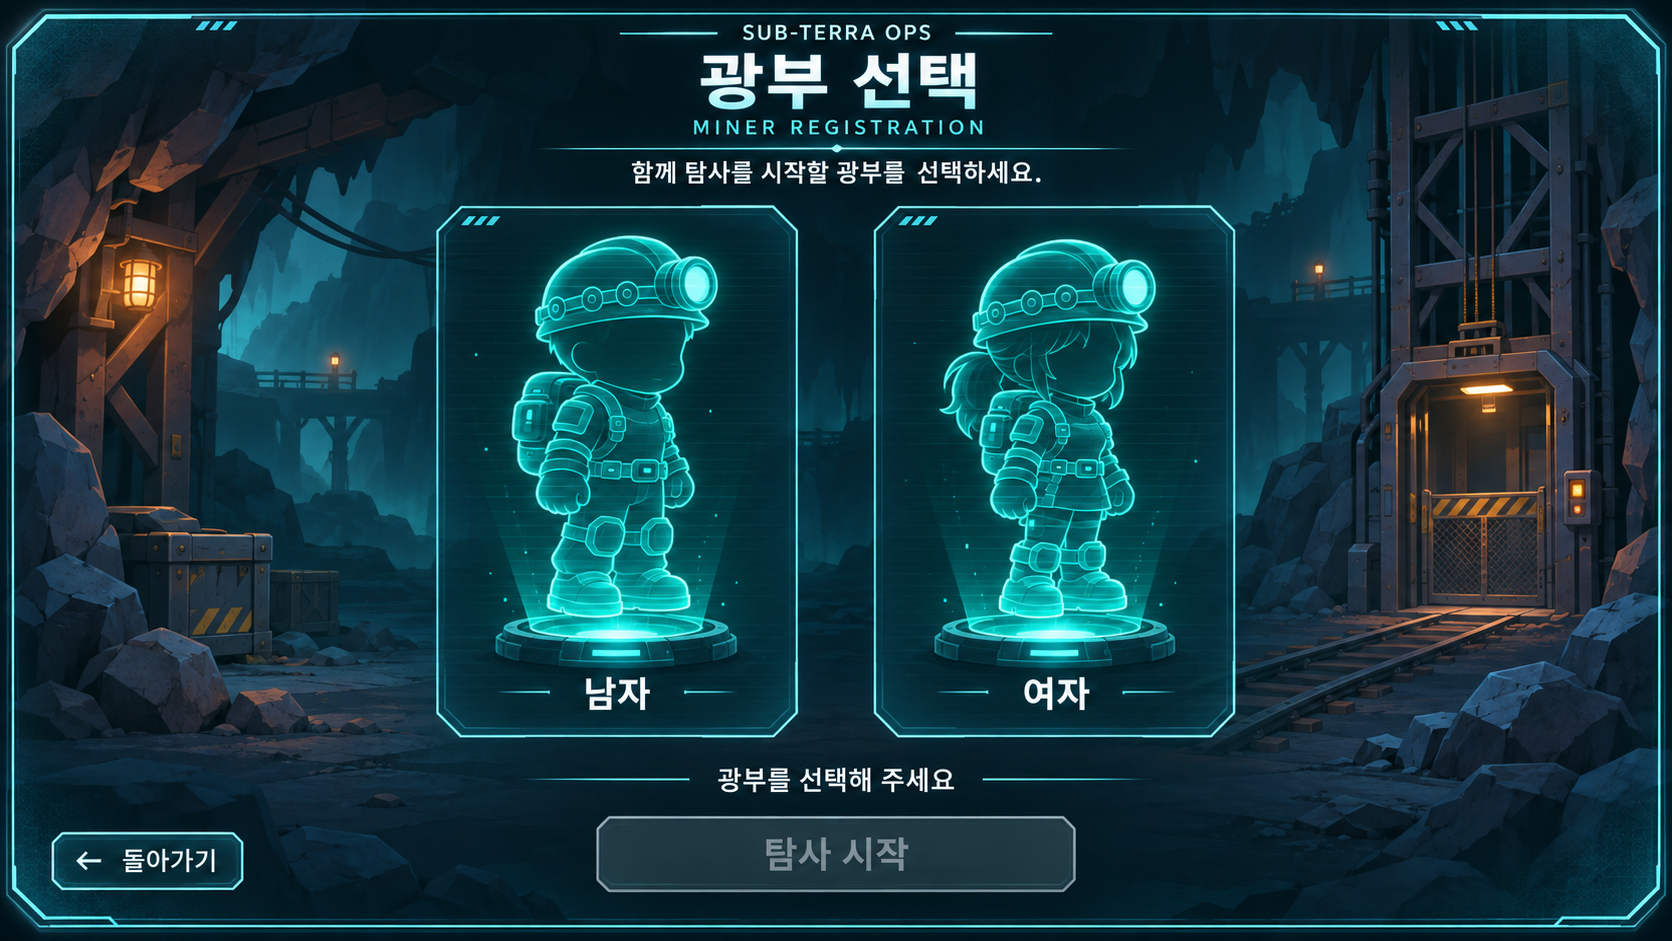 SUB-TERRA OPS
광부 선택
MINER REGISTRATION
함께 탐사를 시작할 광부를 선택하세요.
남자
여자
광부를 선택해 주세요
← 돌아가기
탐사 시작